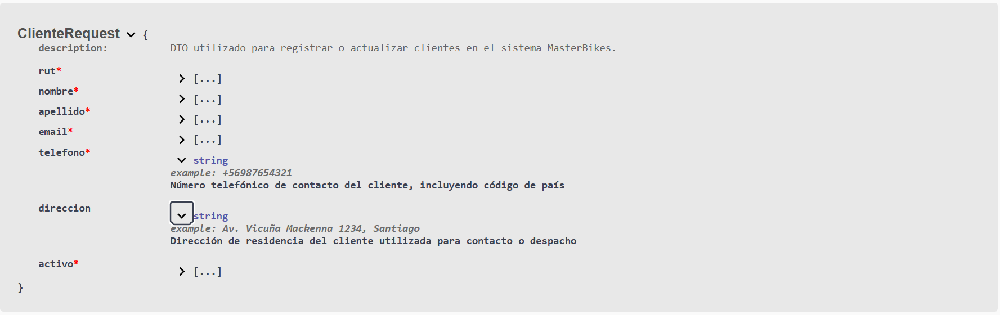 ClienteRequest {
description: DTO utilizado para registrar o actualizar clientes en el sistema MasterBikes.
rut* [...]
nombre* [...]
apellido* [...]
email* [...]
telefono* string
example: +56987654321
Número telefónico de contacto del cliente, incluyendo código de país
direccion string
example: Av. Vicuña Mackenna 1234, Santiago
Dirección de residencia del cliente utilizada para contacto o despacho
activo* [...]
}